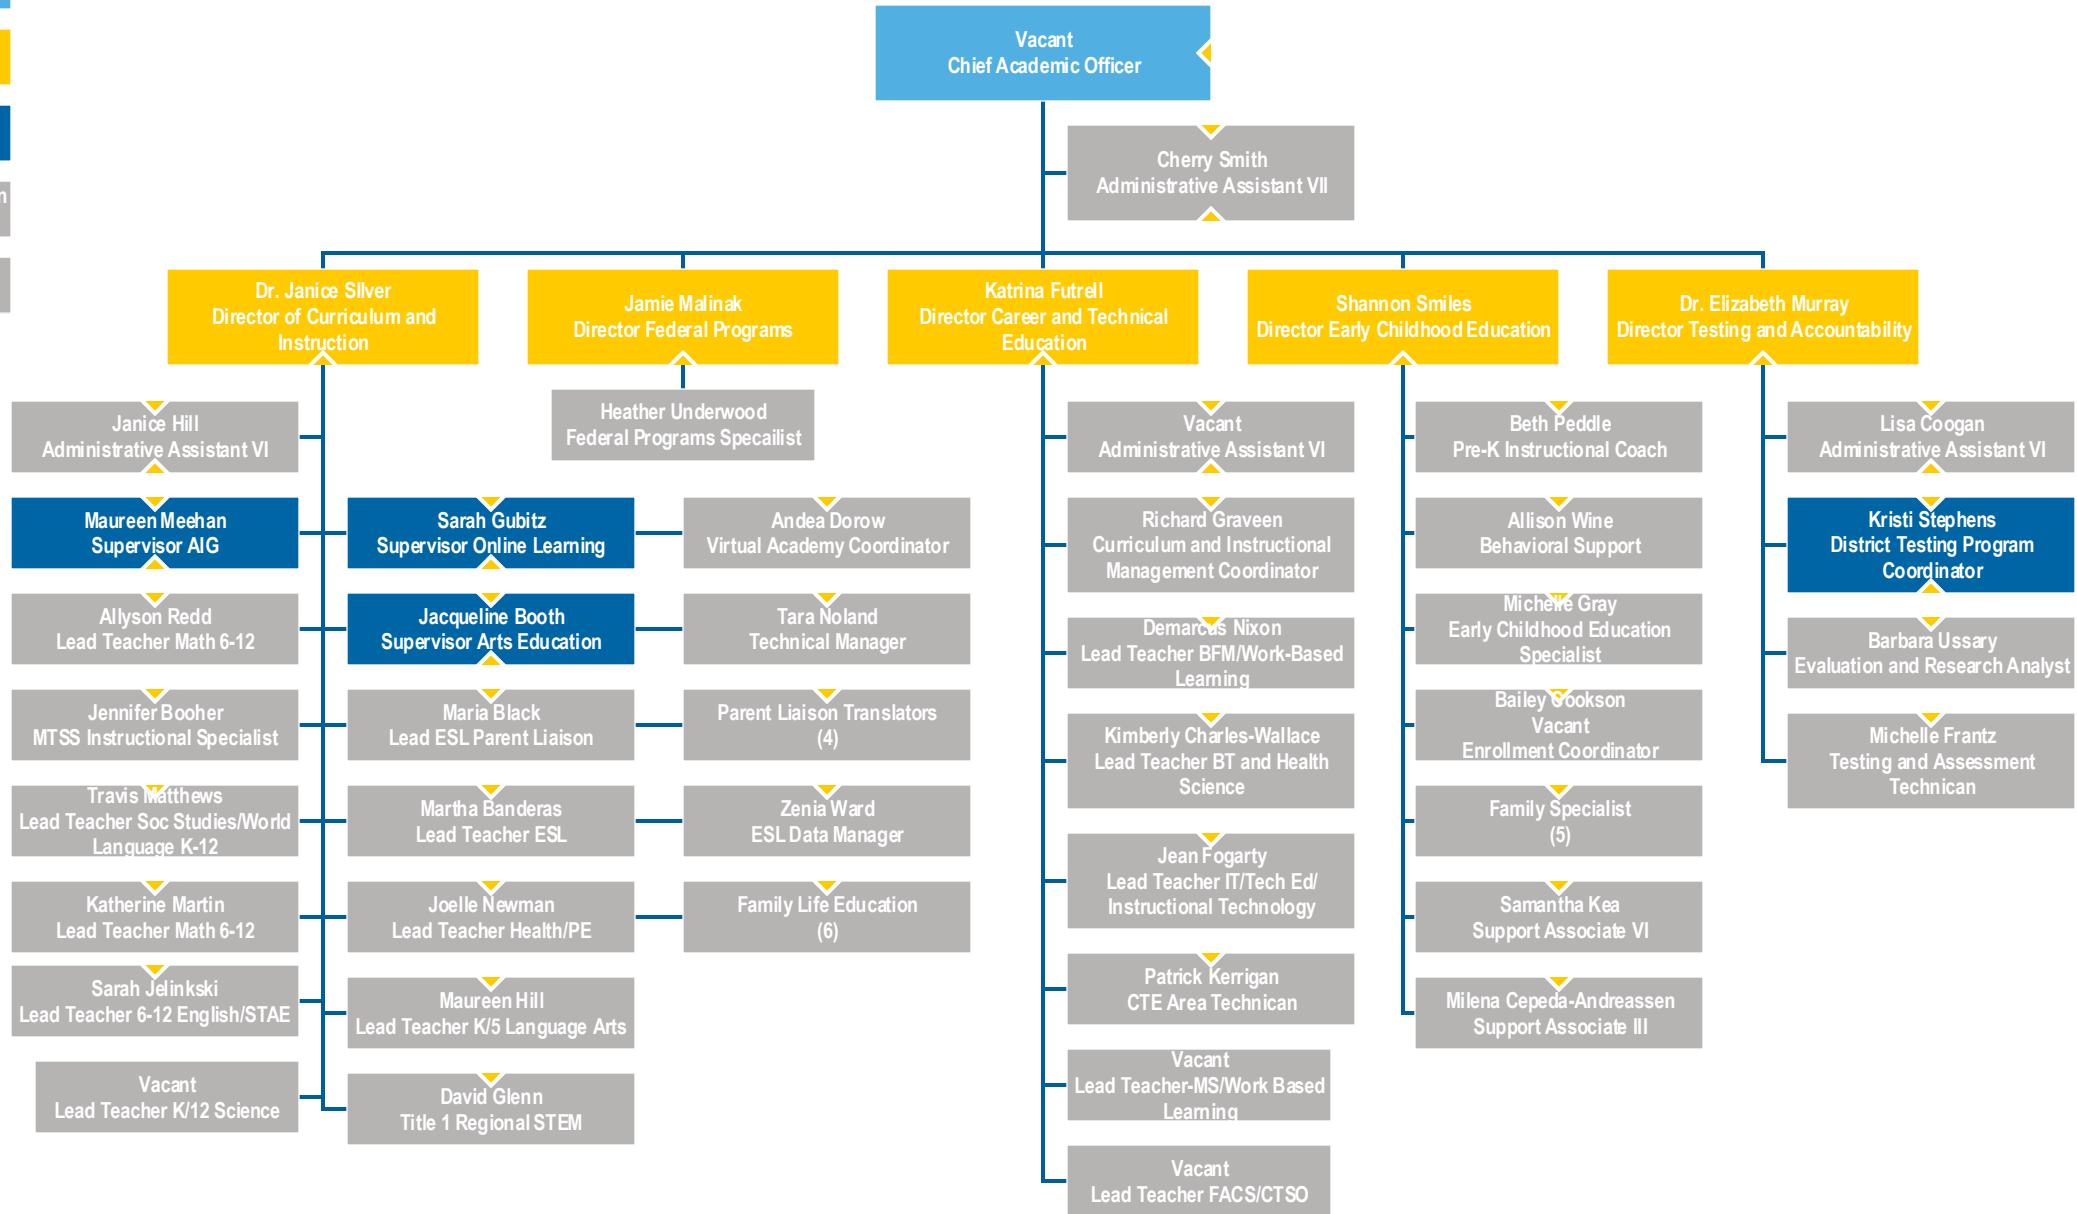 Vacant
Chief Academic Officer
Cherry Smith
Administrative Assistant VII
Dr. Janice SIlver
Director of Curriculum and
Instruction
Jamie Malinak
Director Federal Programs
Katrina Futrell
Director Career and Technical
Education
Shannon Smiles
Director Early Childhood Education
Dr. Elizabeth Murray
Director Testing and Accountability
Janice Hill
Administrative Assistant VI
Heather Underwood
Federal Programs Specailist
Vacant
Administrative Assistant VI
Beth Peddle
Pre-K Instructional Coach
Lisa Coogan
Administrative Assistant VI
Maureen Meehan
Supervisor AIG
Sarah Gubitz
Supervisor Online Learning
Andea Dorow
Virtual Academy Coordinator
Richard Graveen
Curriculum and Instructional
Management Coordinator
Allison Wine
Behavioral Support
Kristi Stephens
District Testing Program
Coordinator
Allyson Redd
Lead Teacher Math 6-12
Jacqueline Booth
Supervisor Arts Education
Tara Noland
Technical Manager
Demarcus Nixon
Lead Teacher BFM/Work-Based
Learning
Michelle Gray
Early Childhood Education
Specialist
Barbara Ussary
Evaluation and Research Analyst
Jennifer Booher
MTSS Instructional Specialist
Maria Black
Lead ESL Parent Liaison
Parent Liaison Translators
(4)
Kimberly Charles-Wallace
Lead Teacher BT and Health
Science
Bailey Cookson
Vacant
Enrollment Coordinator
Michelle Frantz
Testing and Assessment
Technican
Travis Matthews
Lead Teacher Soc Studies/World
Language K-12
Martha Banderas
Lead Teacher ESL
Zenia Ward
ESL Data Manager
Jean Fogarty
Lead Teacher IT/Tech Ed/
Instructional Technology
Family Specialist
(5)
Katherine Martin
Lead Teacher Math 6-12
Joelle Newman
Lead Teacher Health/PE
Family Life Education
(6)
Patrick Kerrigan
CTE Area Technican
Samantha Kea
Support Associate VI
Sarah Jelinkski
Lead Teacher 6-12 English/STAE
Maureen Hill
Lead Teacher K/5 Language Arts
Vacant
Lead Teacher-MS/Work Based
Learning
Milena Cepeda-Andreassen
Support Associate III
Vacant
Lead Teacher K/12 Science
David Glenn
Title 1 Regional STEM
Vacant
Lead Teacher FACS/CTSO